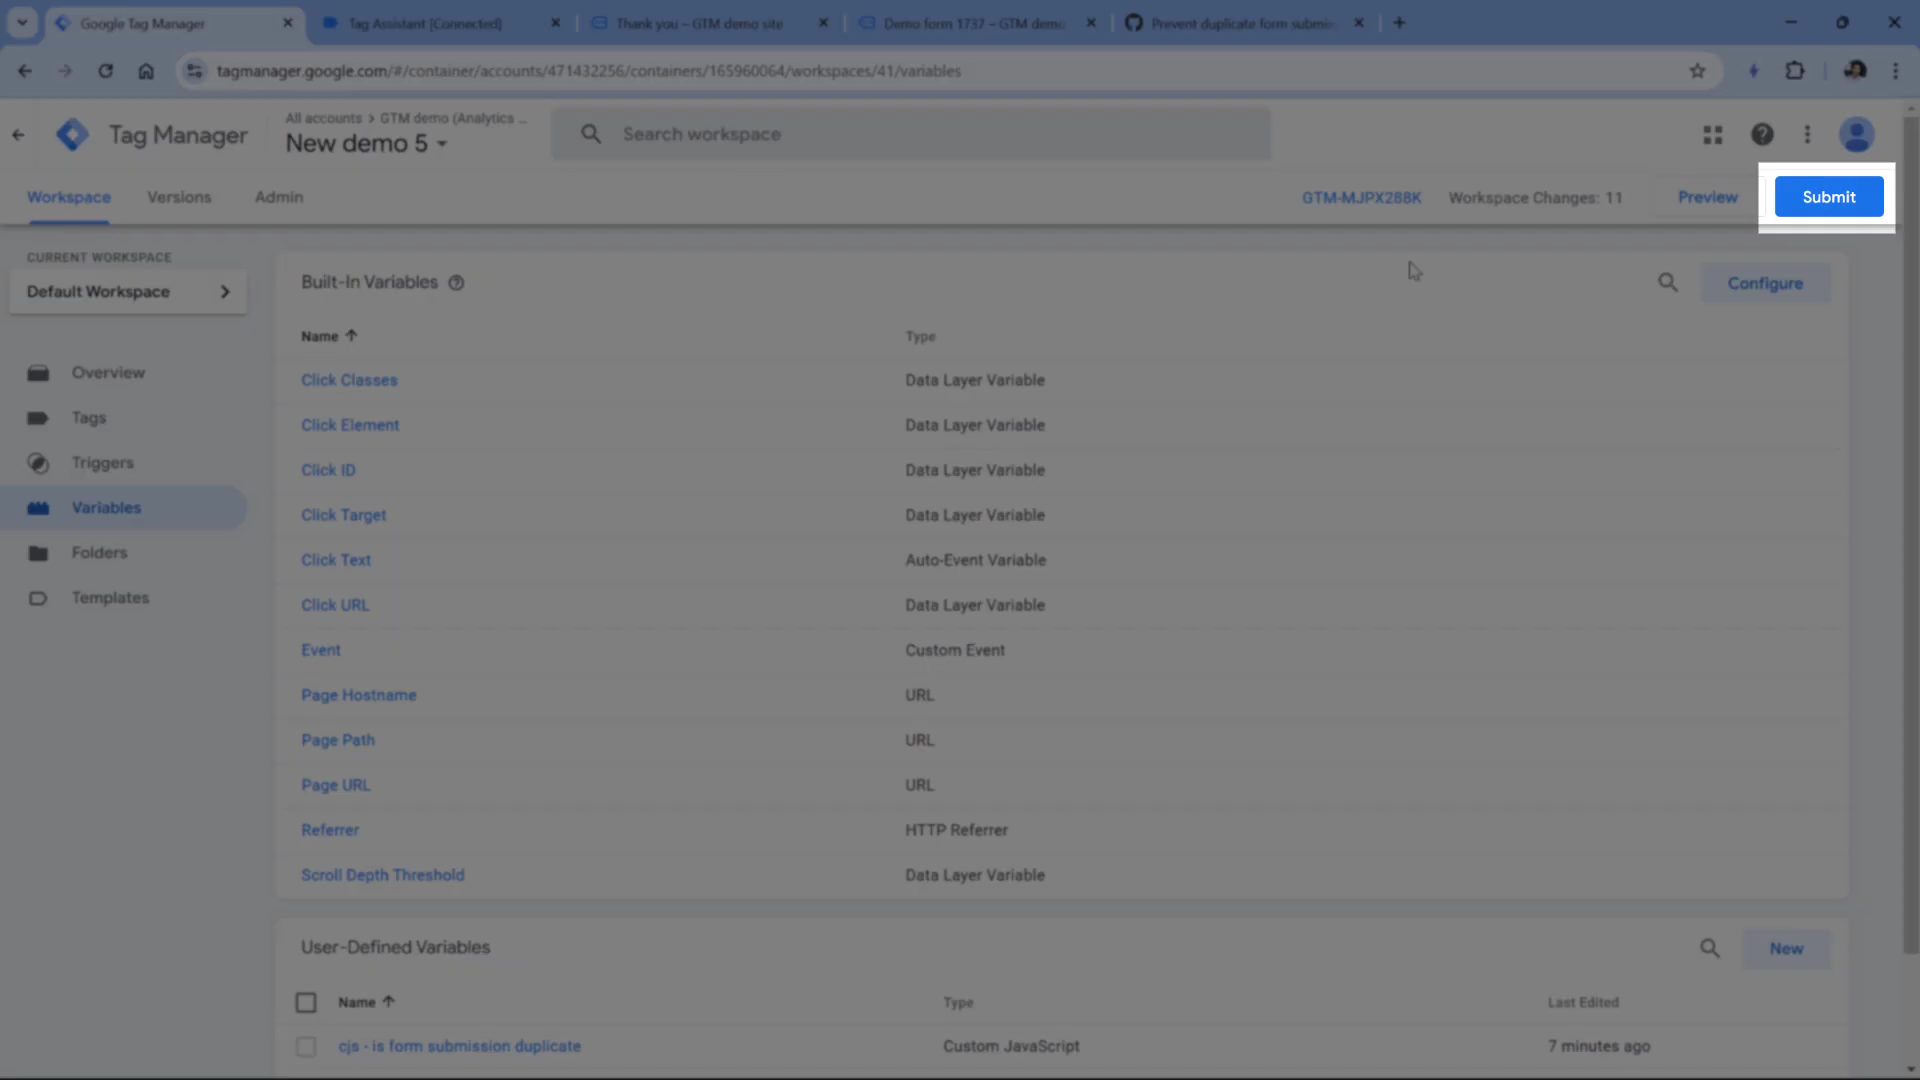 Google Tag Manager
Tag Assistant [Connected]
Thank you – GTM demo site
Demo form 1737 – GTM demo
Prevent duplicate form submis
tagmanager.google.com/#/container/accounts/471432256/containers/165960064/workspaces/41/variables
Tag Manager
All accounts > GTM demo (Analytics ...
New demo 5
Search workspace
Workspace
Versions
Admin
GTM-MJPX288K
Workspace Changes: 11
Preview
Submit
CURRENT WORKSPACE
Default Workspace
Overview
Tags
Triggers
Variables
Folders
Templates
Built-In Variables
Configure
Name
Type
Click Classes
Data Layer Variable
Click Element
Data Layer Variable
Click ID
Data Layer Variable
Click Target
Data Layer Variable
Click Text
Auto-Event Variable
Click URL
Data Layer Variable
Event
Custom Event
Page Hostname
URL
Page Path
URL
Page URL
URL
Referrer
HTTP Referrer
Scroll Depth Threshold
Data Layer Variable
User-Defined Variables
New
Name
Type
Last Edited
cjs - is form submission duplicate
Custom JavaScript
7 minutes ago